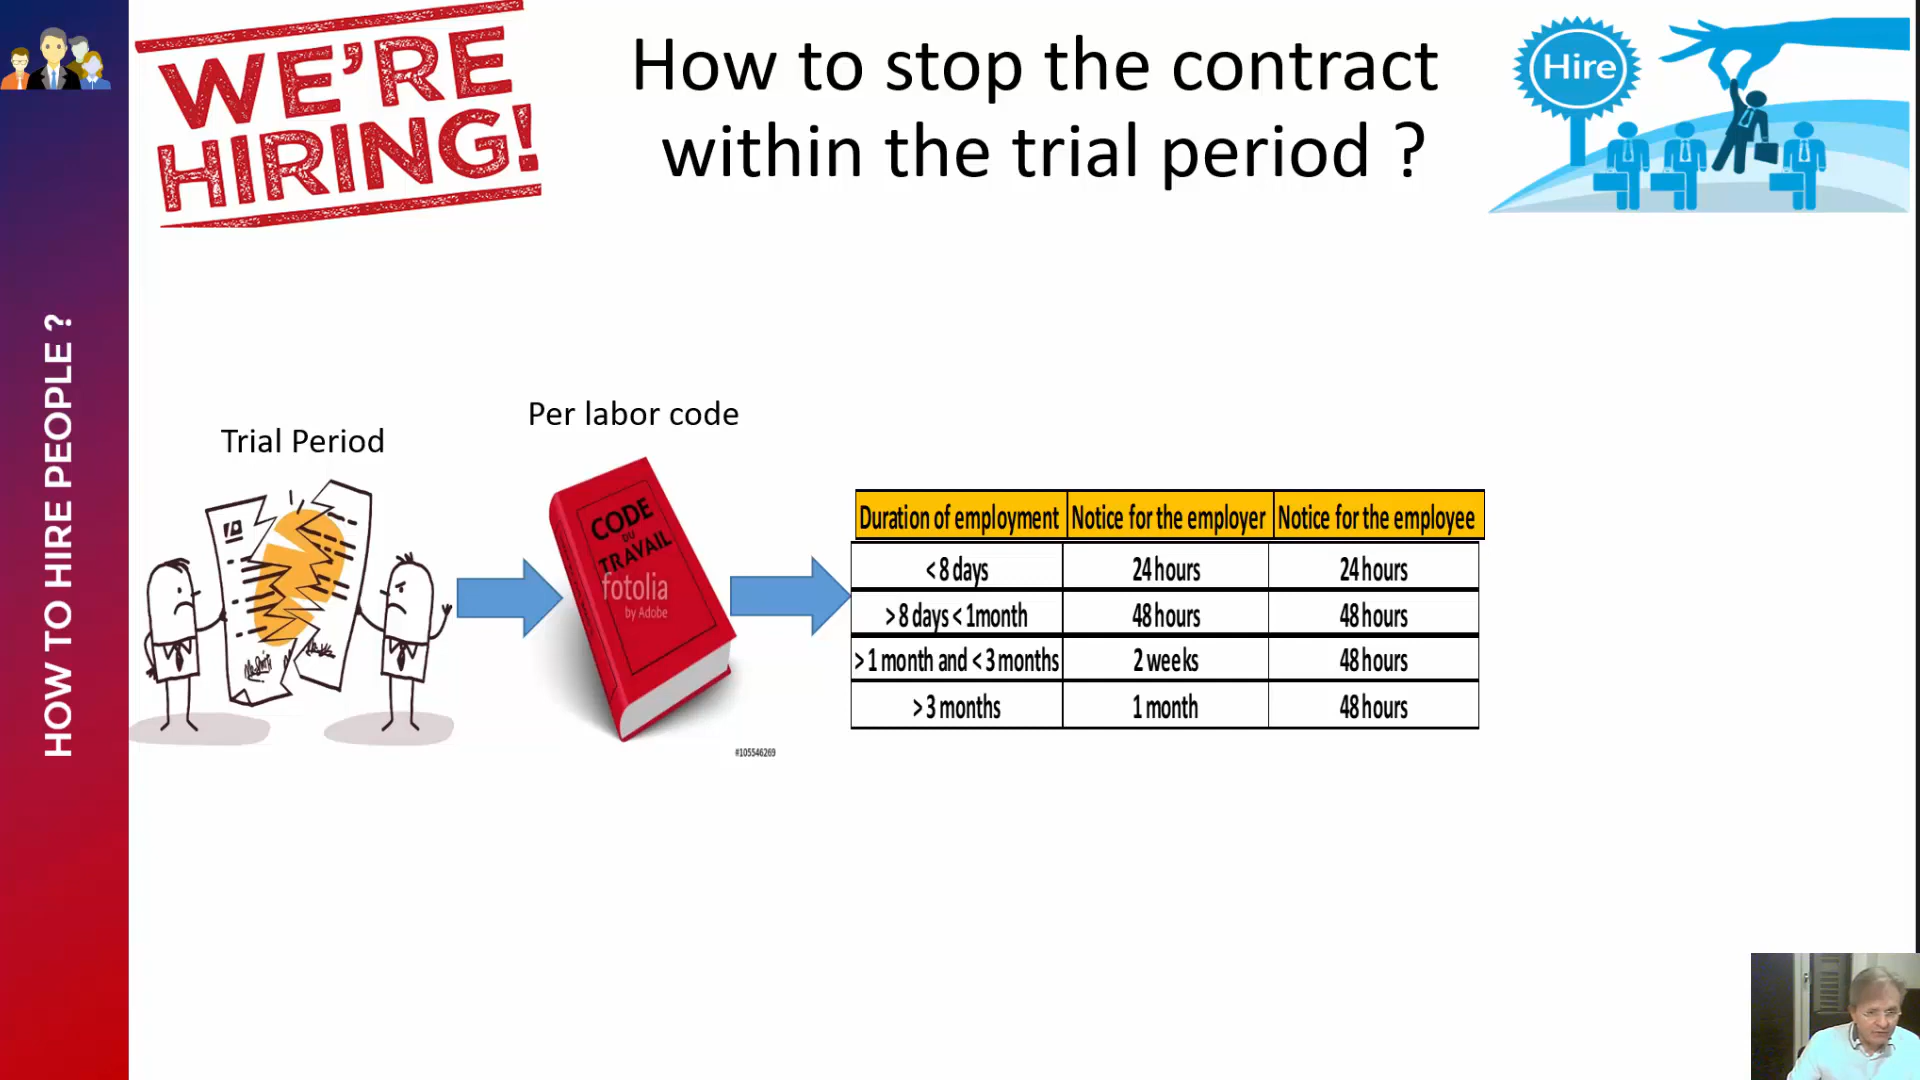 WE'RE
HIRING!
How to stop the contract
within the trial period ?
Hire
HOW TO HIRE PEOPLE ?
Trial Period
Per labor code
CODE
DU
TRAVAIL
fotolia
by Adobe
#105546269
Duration of employment Notice for the employer Notice for the employee
< 8 days 24 hours 24 hours
> 8 days < 1month 48 hours 48 hours
> 1 month and < 3 months 2 weeks 48 hours
> 3 months 1 month 48 hours